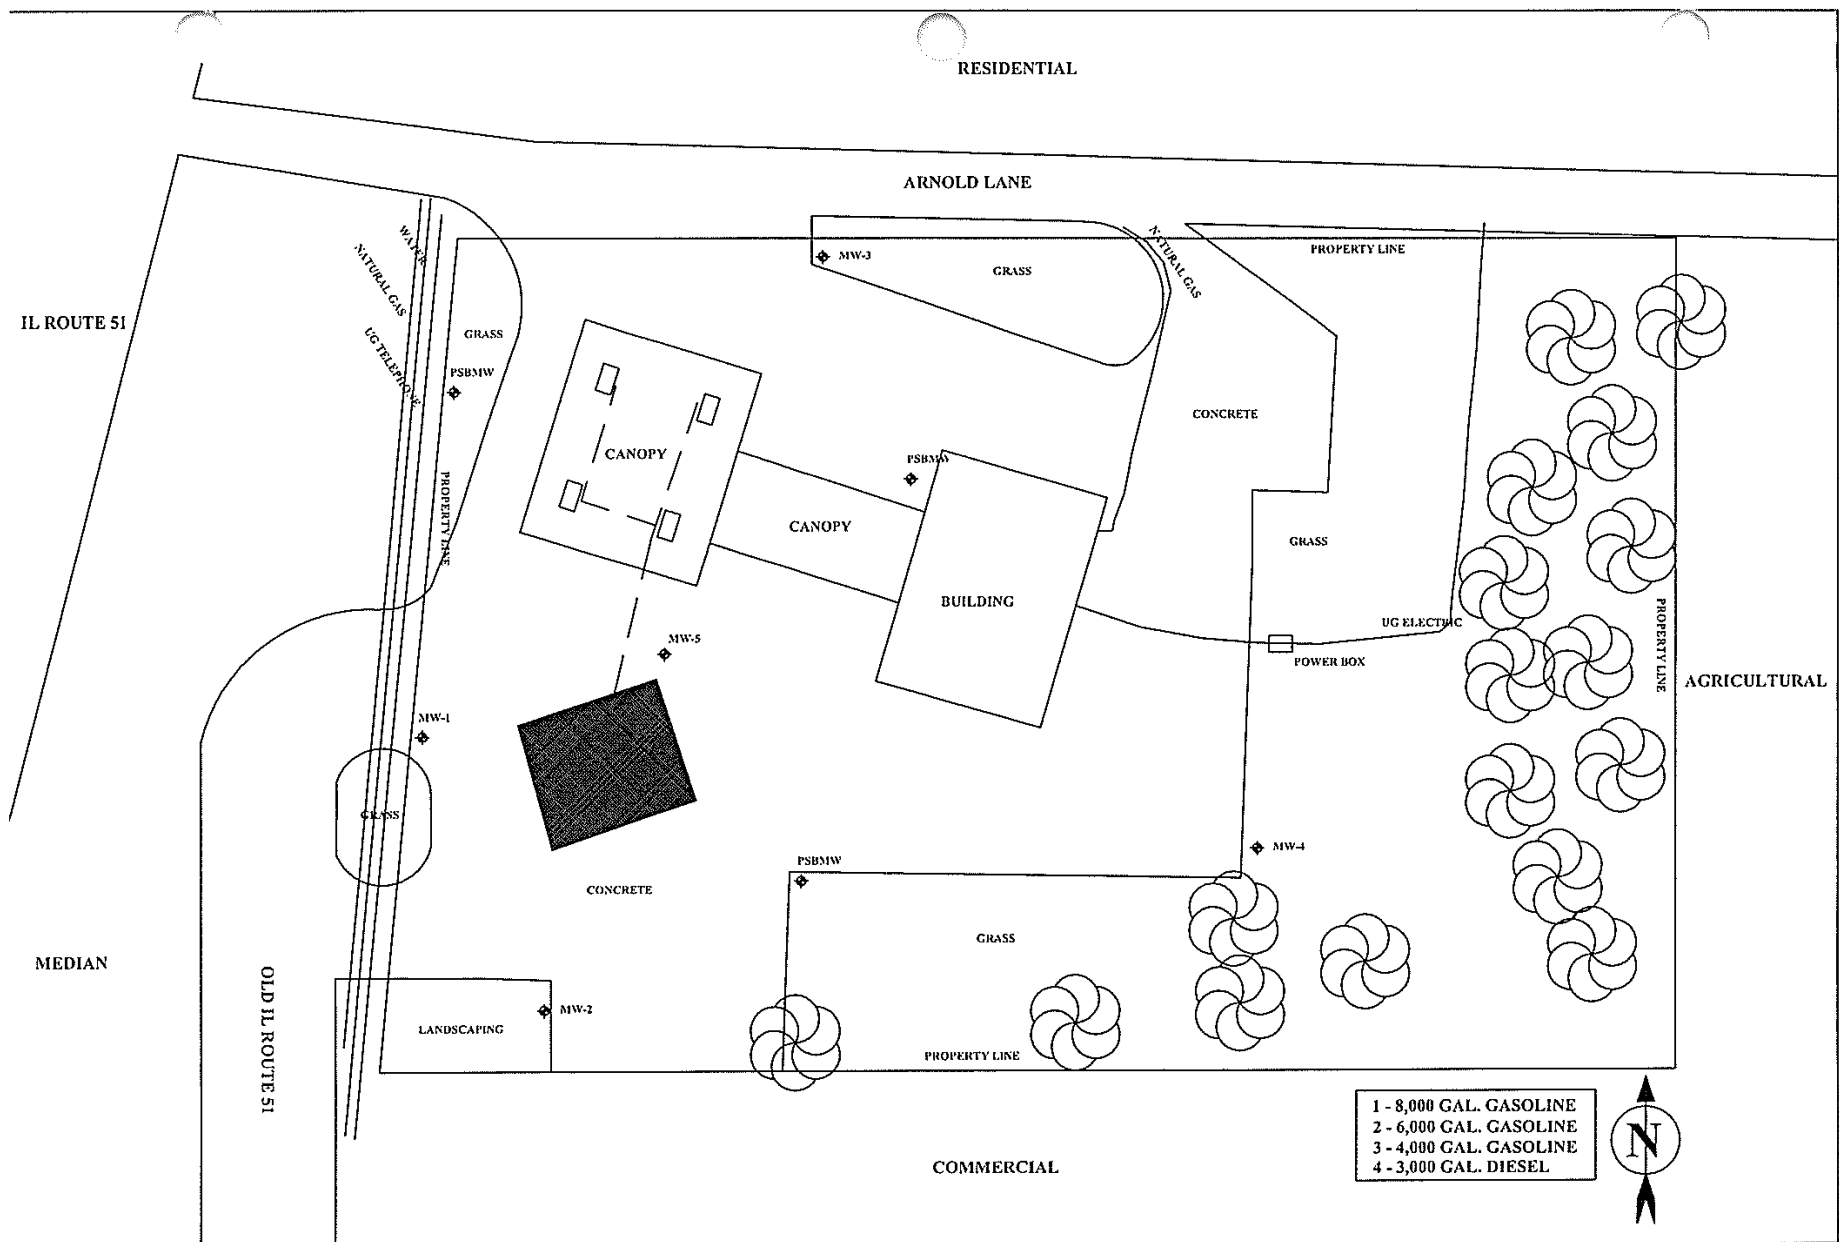 RESIDENTIAL
ARNOLD LANE
WATER
NATURAL GAS
UG TELEPHONE
IL ROUTE 51
GRASS
PSBMW
PROPERTY LINE
MW-3
GRASS
NATURAL GAS
PROPERTY LINE
CANOPY
CANOPY
PSBMW
CONCRETE
GRASS
BUILDING
UG ELECTRIC
POWER BOX
PROPERTY LINE
AGRICULTURAL
MW-5
MW-1
GRASS
CONCRETE
PSBMW
MW-4
GRASS
MEDIAN
OLD IL ROUTE 51
LANDSCAPING
MW-2
PROPERTY LINE
COMMERCIAL
1 - 8,000 GAL. GASOLINE
2 - 6,000 GAL. GASOLINE
3 - 4,000 GAL. GASOLINE
4 - 3,000 GAL. DIESEL
N